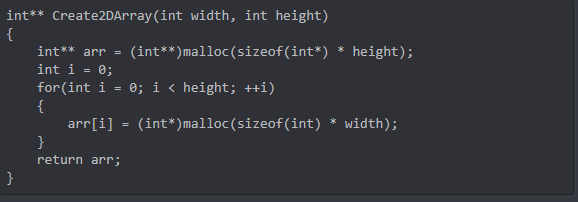 int** Create2DArray(int width, int height)
{
    int** arr = (int**)malloc(sizeof(int*) * height);
    int i = 0;
    for(int i = 0; i < height; ++i)
    {
        arr[i] = (int*)malloc(sizeof(int) * width);
    }
    return arr;
}